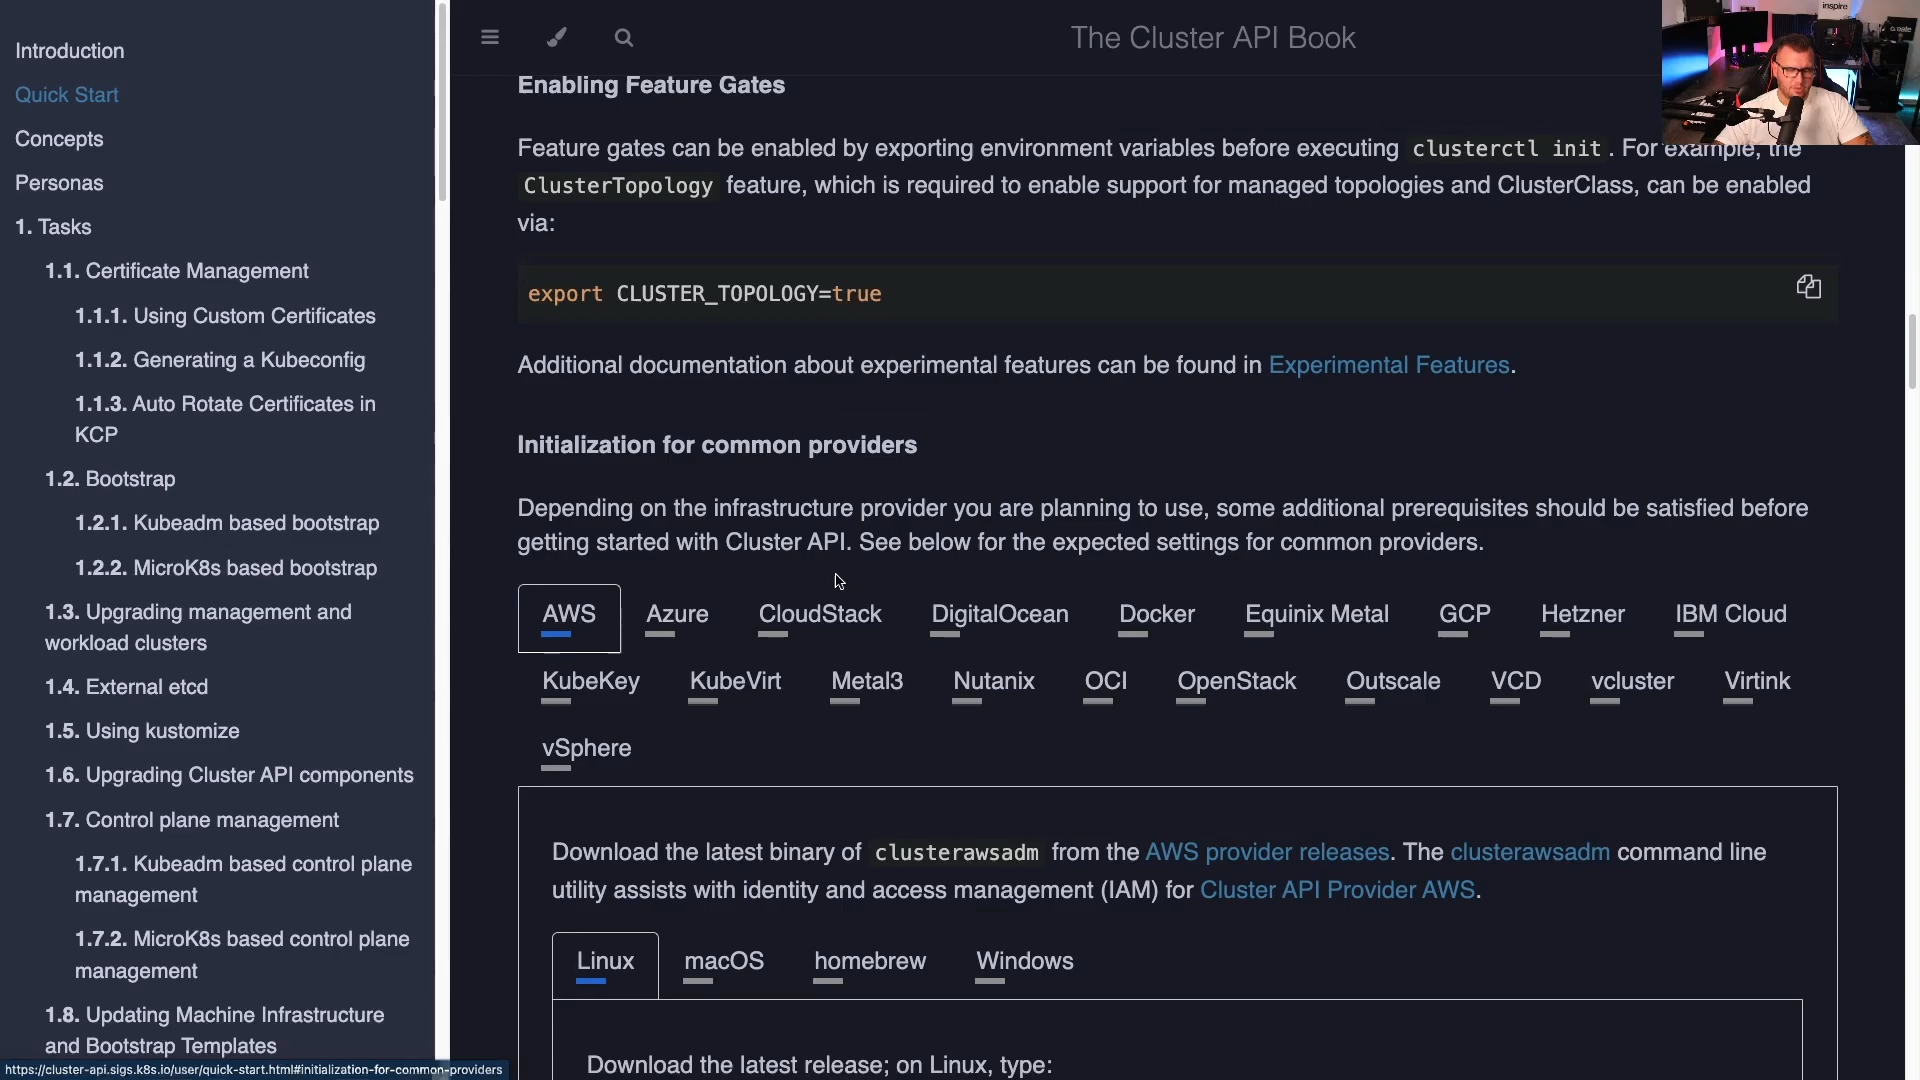 Introduction
Quick Start
Concepts
Personas
1. Tasks
1.1. Certificate Management
1.1.1. Using Custom Certificates
1.1.2. Generating a Kubeconfig
1.1.3. Auto Rotate Certificates in
KCP
1.2. Bootstrap
1.2.1. Kubeadm based bootstrap
1.2.2. MicroK8s based bootstrap
1.3. Upgrading management and
workload clusters
1.4. External etcd
1.5. Using kustomize
1.6. Upgrading Cluster API components
1.7. Control plane management
1.7.1. Kubeadm based control plane
management
1.7.2. MicroK8s based control plane
management
1.8. Updating Machine Infrastructure
and Bootstrap Templates
https://cluster-api.sigs.k8s.io/user/quick-start.html#initialization-for-common-providers
The Cluster API Book
inspire
create
Enabling Feature Gates
Feature gates can be enabled by exporting environment variables before executing clusterctl init. For example, the
ClusterTopology feature, which is required to enable support for managed topologies and ClusterClass, can be enabled
via:
export CLUSTER_TOPOLOGY=true
Additional documentation about experimental features can be found in Experimental Features.
Initialization for common providers
Depending on the infrastructure provider you are planning to use, some additional prerequisites should be satisfied before
getting started with Cluster API. See below for the expected settings for common providers.
AWS Azure CloudStack DigitalOcean Docker Equinix Metal GCP Hetzner IBM Cloud
KubeKey KubeVirt Metal3 Nutanix OCI OpenStack Outscale VCD vcluster Virtink
vSphere
Download the latest binary of clusterawsadm from the AWS provider releases. The clusterawsadm command line
utility assists with identity and access management (IAM) for Cluster API Provider AWS.
Linux macOS homebrew Windows
Download the latest release; on Linux, type: